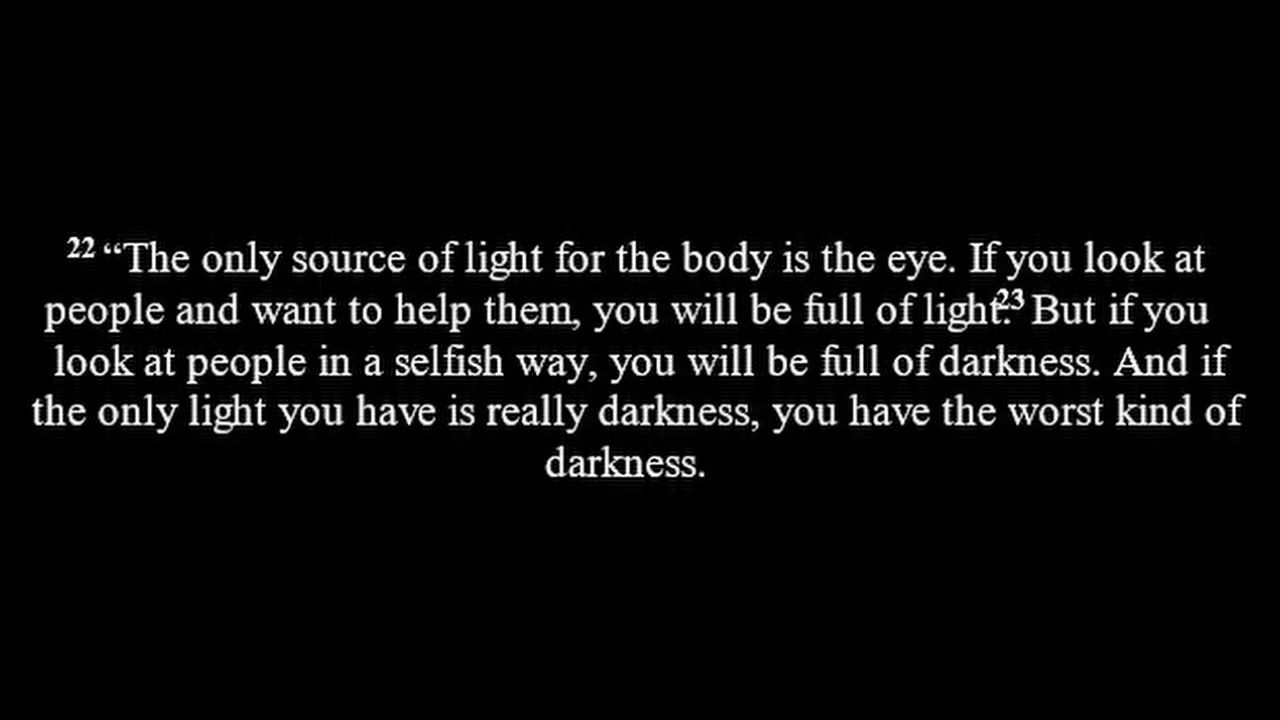 22 “The only source of light for the body is the eye. If you look at
people and want to help them, you will be full of light. 23 But if you
look at people in a selfish way, you will be full of darkness. And if
the only light you have is really darkness, you have the worst kind of
darkness.